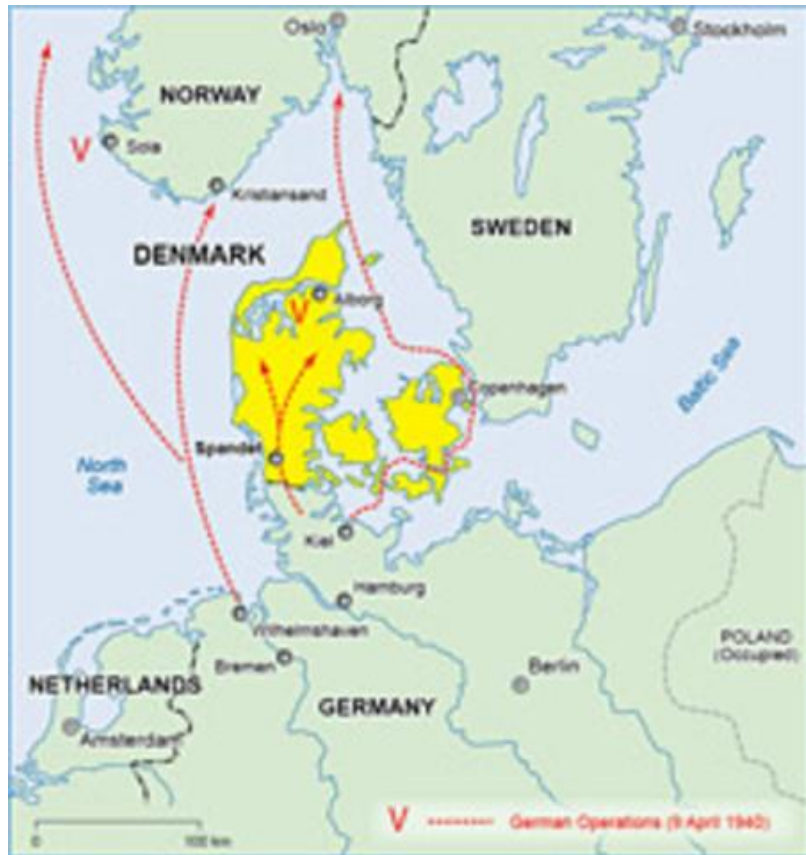 Oslo
Stockholm
NORWAY
Sola
V
Kristiansand
SWEDEN
DENMARK
Alborg
V
Copenhagen
Baltic Sea
Spandet
North
Sea
Kiel
Hamburg
Wilhelmshaven
POLAND
(Occupied)
Bremen
Berlin
NETHERLANDS
GERMANY
Amsterdam
V German Operations (9 April 1940)
0 100 km